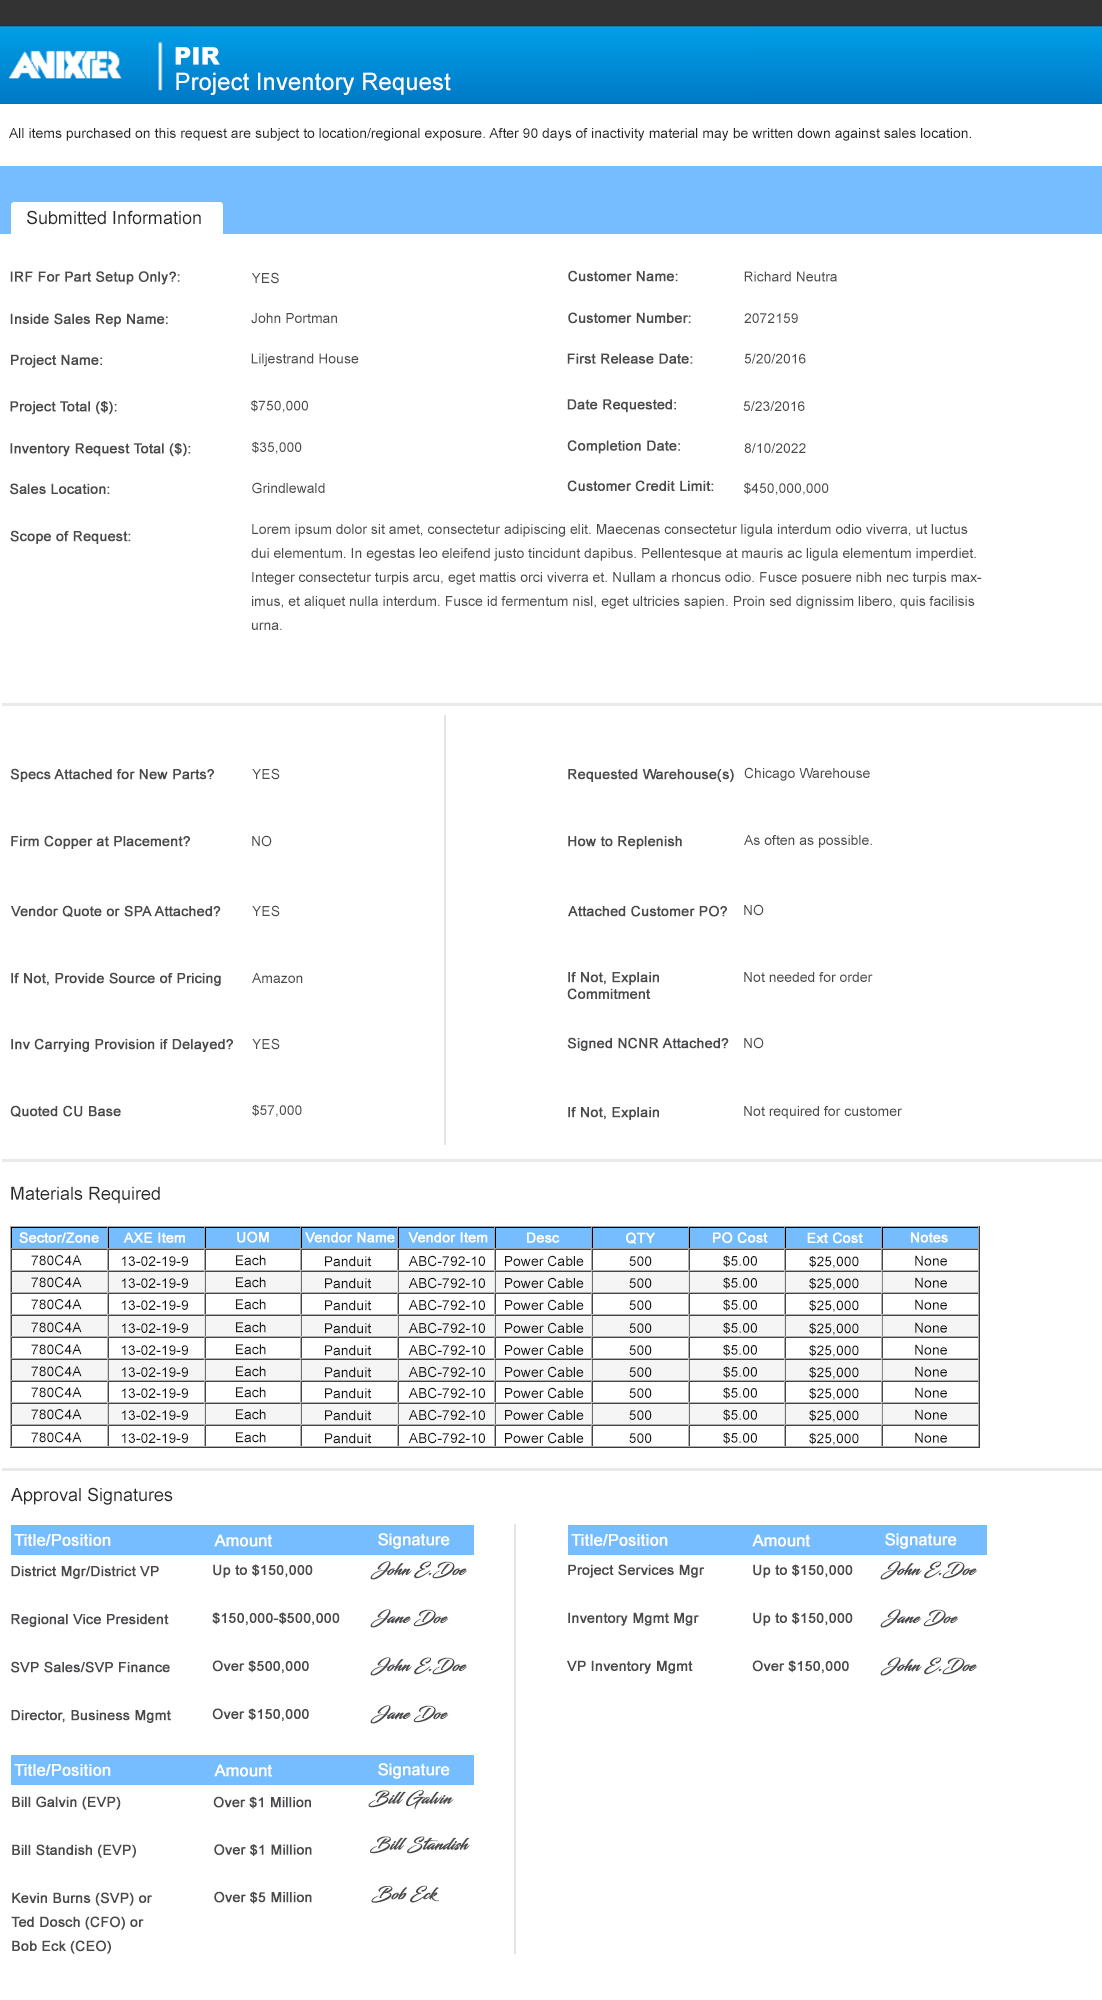 ANIXTER
PIR
Project Inventory Request
All items purchased on this request are subject to location/regional exposure. After 90 days of inactivity material may be written down against sales location.
Submitted Information
IRF For Part Setup Only?: YES Customer Name: Richard Neutra
Inside Sales Rep Name: John Portman Customer Number: 2072159
Project Name: Liljestrand House First Release Date: 5/20/2016
Project Total ($): $750,000 Date Requested: 5/23/2016
Inventory Request Total ($): $35,000 Completion Date: 8/10/2022
Sales Location: Grindlewald Customer Credit Limit: $450,000,000
Scope of Request: Lorem ipsum dolor sit amet, consectetur adipiscing elit. Maecenas consectetur ligula interdum odio viverra, ut luctus
dui elementum. In egestas leo eleifend justo tincidunt dapibus. Pellentesque at mauris ac ligula elementum imperdiet.
Integer consectetur turpis arcu, eget mattis orci viverra et. Nullam a rhoncus odio. Fusce posuere nibh nec turpis max-
imus, et aliquet nulla interdum. Fusce id fermentum nisl, eget ultricies sapien. Proin sed dignissim libero, quis facilisis
urna.
Specs Attached for New Parts? YES Requested Warehouse(s) Chicago Warehouse
Firm Copper at Placement? NO How to Replenish As often as possible.
Vendor Quote or SPA Attached? YES Attached Customer PO? NO
If Not, Provide Source of Pricing Amazon If Not, Explain Not needed for order
Commitment
Inv Carrying Provision if Delayed? YES Signed NCNR Attached? NO
Quoted CU Base $57,000 If Not, Explain Not required for customer
Materials Required
Sector/Zone AXE Item UOM Vendor Name Vendor Item Desc QTY PO Cost Ext Cost Notes
780C4A 13-02-19-9 Each Panduit ABC-792-10 Power Cable 500 $5.00 $25,000 None
780C4A 13-02-19-9 Each Panduit ABC-792-10 Power Cable 500 $5.00 $25,000 None
780C4A 13-02-19-9 Each Panduit ABC-792-10 Power Cable 500 $5.00 $25,000 None
780C4A 13-02-19-9 Each Panduit ABC-792-10 Power Cable 500 $5.00 $25,000 None
780C4A 13-02-19-9 Each Panduit ABC-792-10 Power Cable 500 $5.00 $25,000 None
780C4A 13-02-19-9 Each Panduit ABC-792-10 Power Cable 500 $5.00 $25,000 None
780C4A 13-02-19-9 Each Panduit ABC-792-10 Power Cable 500 $5.00 $25,000 None
780C4A 13-02-19-9 Each Panduit ABC-792-10 Power Cable 500 $5.00 $25,000 None
780C4A 13-02-19-9 Each Panduit ABC-792-10 Power Cable 500 $5.00 $25,000 None
Approval Signatures
Title/Position Amount Signature
District Mgr/District VP Up to $150,000 John E. Doe
Regional Vice President $150,000-$500,000 Jane Doe
SVP Sales/SVP Finance Over $500,000 John E. Doe
Director, Business Mgmt Over $150,000 Jane Doe
Title/Position Amount Signature
Bill Galvin (EVP) Over $1 Million Bill Galvin
Bill Standish (EVP) Over $1 Million Bill Standish
Kevin Burns (SVP) or Over $5 Million Bob Eck
Ted Dosch (CFO) or
Bob Eck (CEO)
Title/Position Amount Signature
Project Services Mgr Up to $150,000 John E. Doe
Inventory Mgmt Mgr Up to $150,000 Jane Doe
VP Inventory Mgmt Over $150,000 John E. Doe